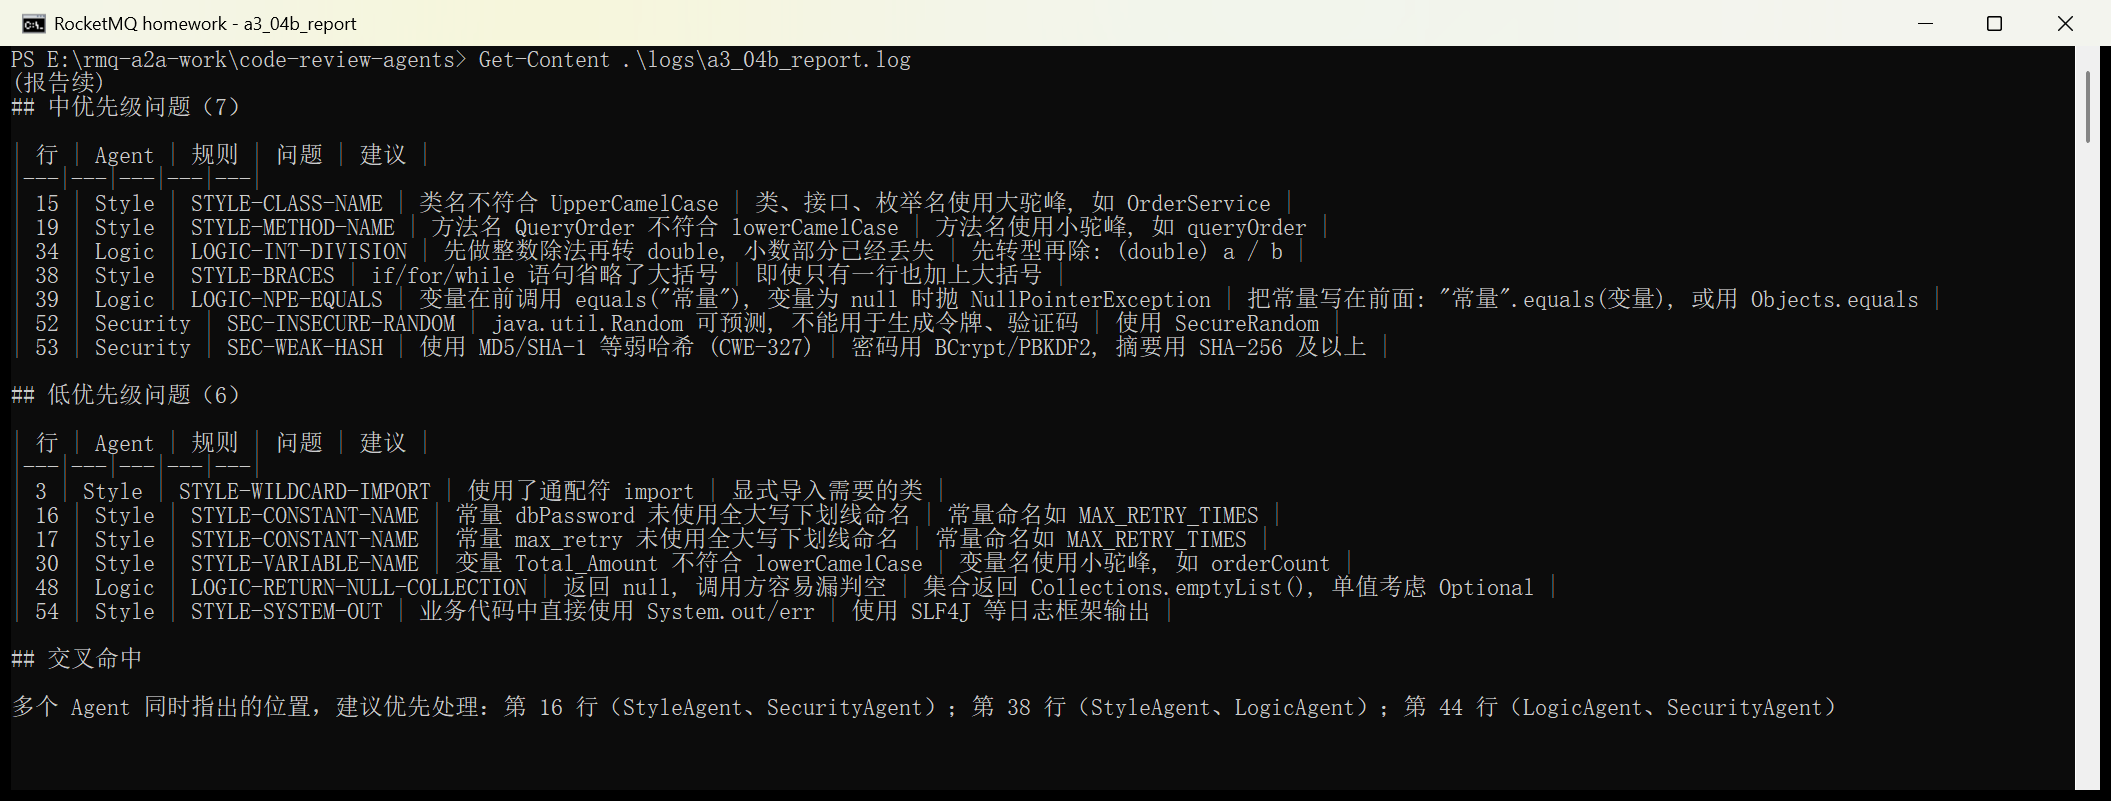 RocketMQ homework - a3_04b_report
PS E:\rmq-a2a-work\code-review-agents> Get-Content .\logs\a3_04b_report.log
(报告续)
## 中优先级问题（7）
| 行 | Agent | 规则 | 问题 | 建议 |
|---|---|---|---|---|
| 15 | Style | STYLE-CLASS-NAME | 类名不符合 UpperCamelCase | 类、接口、枚举名使用大驼峰, 如 OrderService |
| 19 | Style | STYLE-METHOD-NAME | 方法名 QueryOrder 不符合 lowerCamelCase | 方法名使用小驼峰, 如 queryOrder |
| 34 | Logic | LOGIC-INT-DIVISION | 先做整数除法再转 double, 小数部分已经丢失 | 先转型再除: (double) a / b |
| 38 | Style | STYLE-BRACES | if/for/while 语句省略了大括号 | 即使只有一行也加上大括号 |
| 39 | Logic | LOGIC-NPE-EQUALS | 变量在前调用 equals("常量"), 变量为 null 时抛 NullPointerException | 把常量写在前面: "常量".equals(变量), 或用 Objects.equals |
| 52 | Security | SEC-INSECURE-RANDOM | java.util.Random 可预测, 不能用于生成令牌、验证码 | 使用 SecureRandom |
| 53 | Security | SEC-WEAK-HASH | 使用 MD5/SHA-1 等弱哈希 (CWE-327) | 密码用 BCrypt/PBKDF2, 摘要用 SHA-256 及以上 |
## 低优先级问题（6）
| 行 | Agent | 规则 | 问题 | 建议 |
|---|---|---|---|---|
| 3 | Style | STYLE-WILDCARD-IMPORT | 使用了通配符 import | 显式导入需要的类 |
| 16 | Style | STYLE-CONSTANT-NAME | 常量 dbPassword 未使用全大写下划线命名 | 常量命名如 MAX_RETRY_TIMES |
| 17 | Style | STYLE-CONSTANT-NAME | 常量 max_retry 未使用全大写下划线命名 | 常量命名如 MAX_RETRY_TIMES |
| 30 | Style | STYLE-VARIABLE-NAME | 变量 Total_Amount 不符合 lowerCamelCase | 变量名使用小驼峰, 如 orderCount |
| 48 | Logic | LOGIC-RETURN-NULL-COLLECTION | 返回 null, 调用方容易漏判空 | 集合返回 Collections.emptyList(), 单值考虑 Optional |
| 54 | Style | STYLE-SYSTEM-OUT | 业务代码中直接使用 System.out/err | 使用 SLF4J 等日志框架输出 |
## 交叉命中
多个 Agent 同时指出的位置，建议优先处理：第 16 行（StyleAgent、SecurityAgent）；第 38 行（StyleAgent、LogicAgent）；第 44 行（LogicAgent、SecurityAgent）